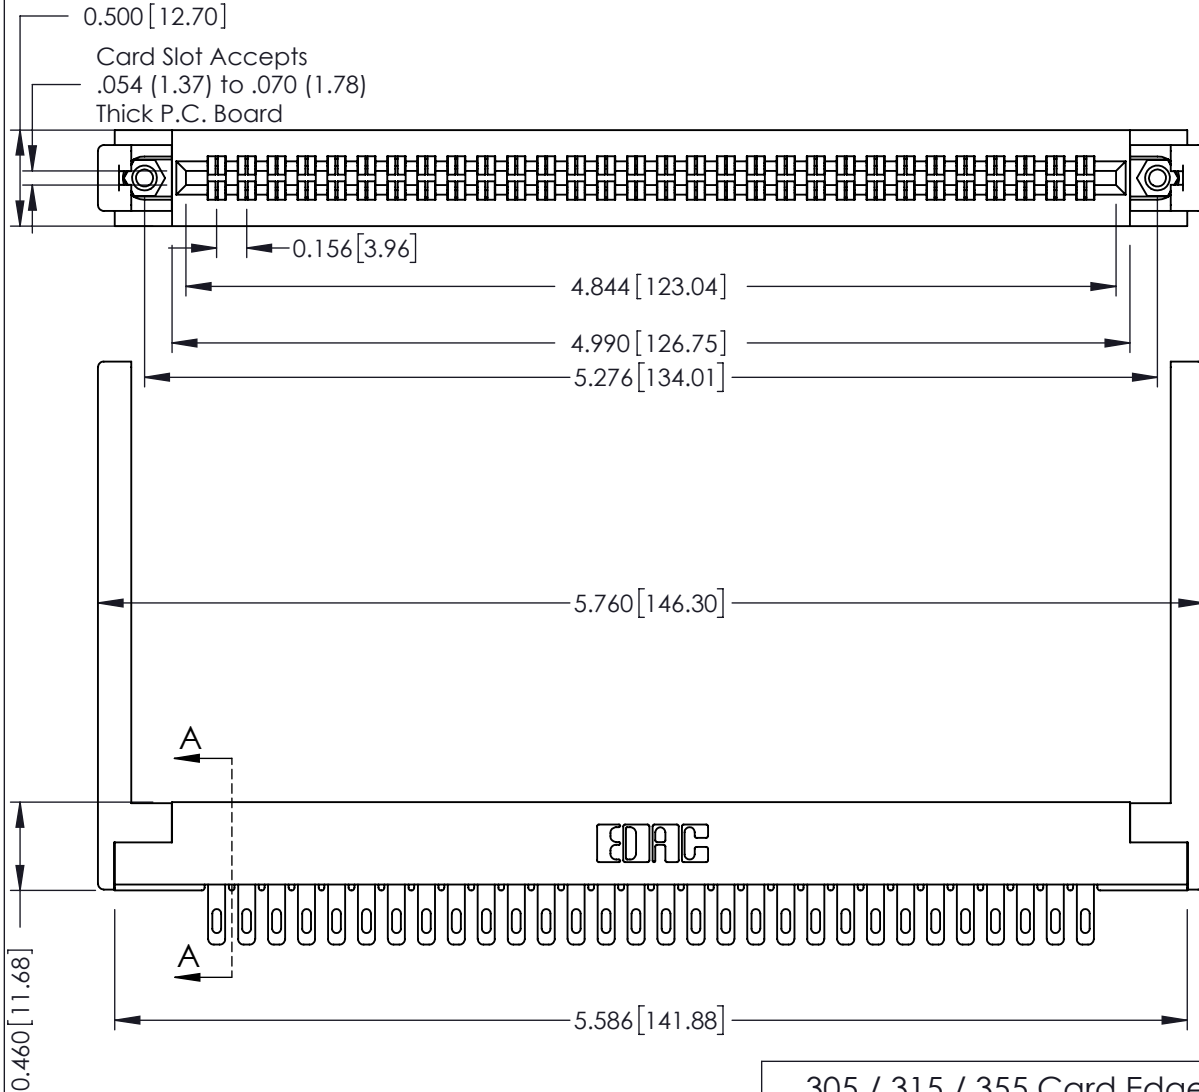 0.500 [12.70]
Card Slot Accepts
.054 (1.37) to .070 (1.78)
Thick P.C. Board
0.156 [3.96]
4.844 [123.04]
4.990 [126.75]
5.276 [134.01]
5.760 [146.30]
A
EDAC
A
0.460 [11.68]
5.586 [141.88]
305 / 315 / 355 Card Edge